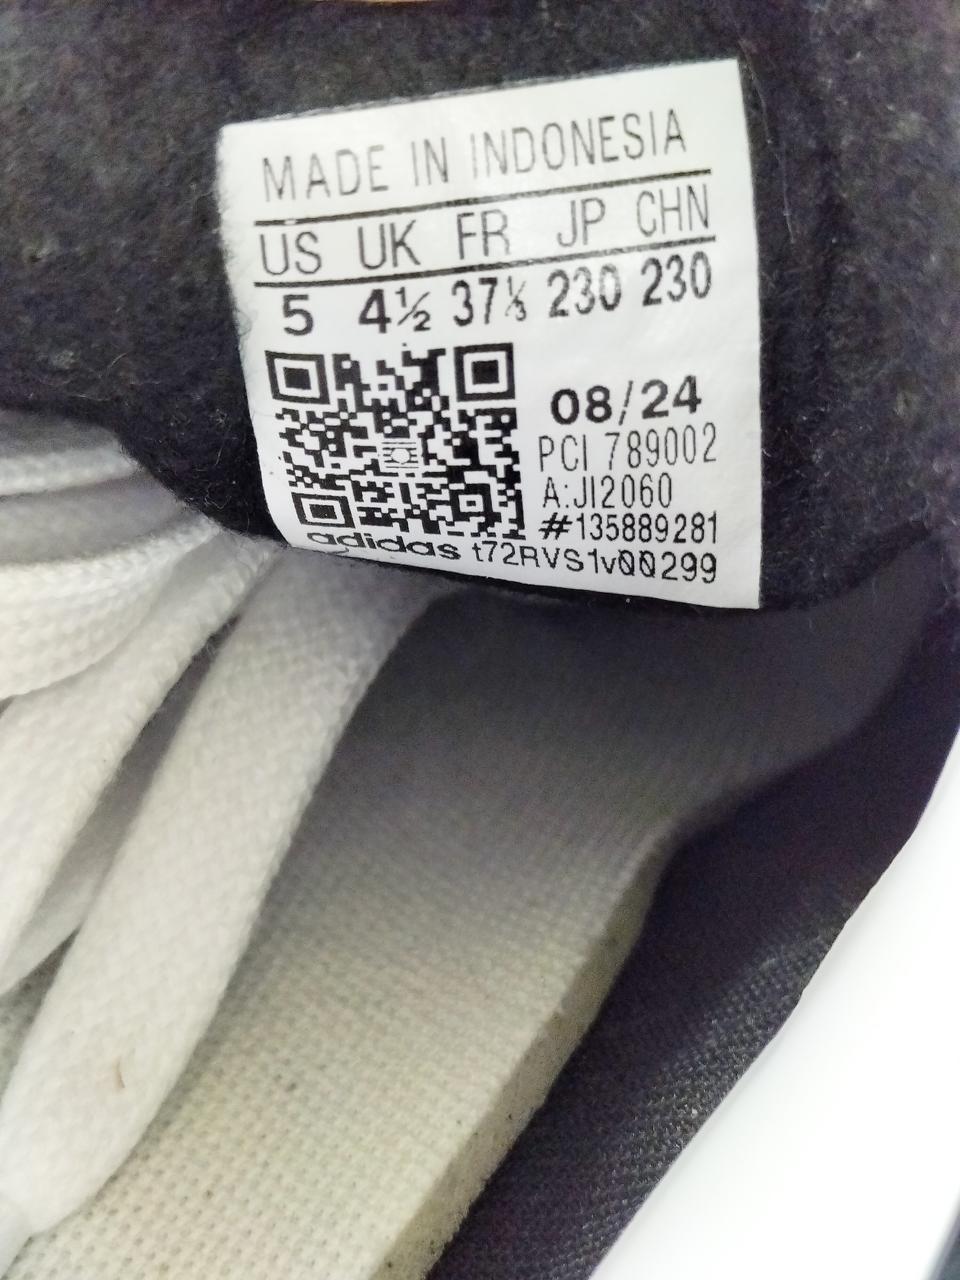 MADE IN INDONESIA
US UK FR JP CHN
5 4½ 37⅓ 230 230
08/24
PCI 789002
A:JI2060
#135889281
adidas t72RVS1v00299